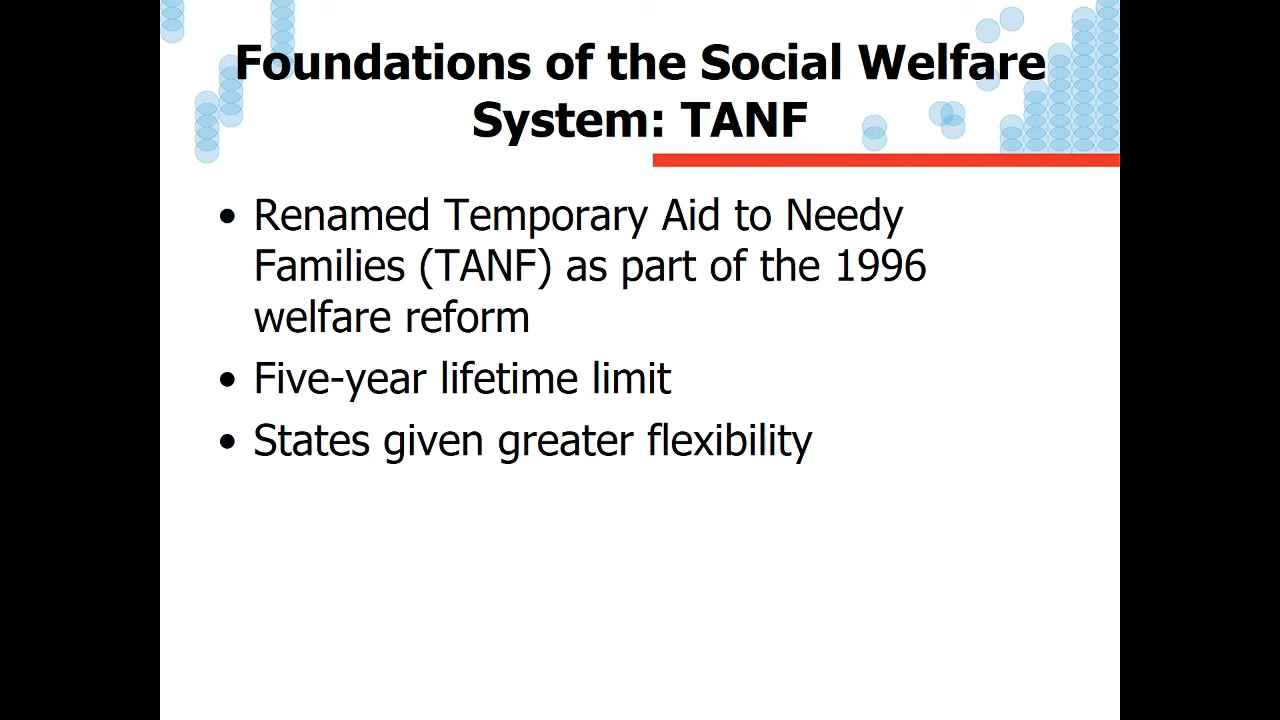 Foundations of the Social Welfare
System: TANF
• Renamed Temporary Aid to Needy
Families (TANF) as part of the 1996
welfare reform
• Five-year lifetime limit
• States given greater flexibility